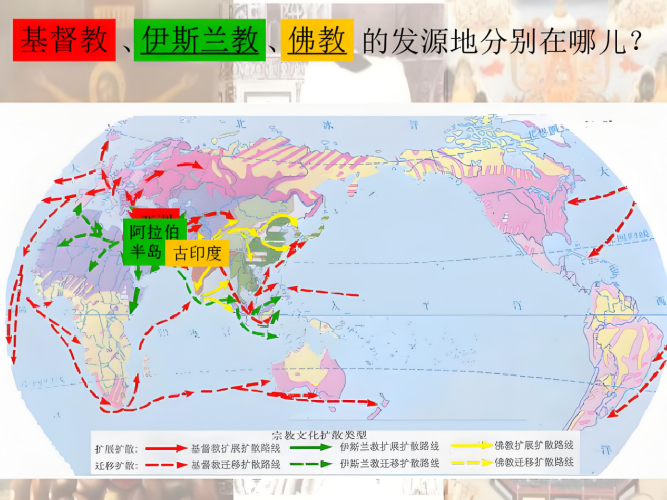 基督教、伊斯兰教、佛教 的发源地分别在哪儿？
北 冰 洋
阿拉伯
半岛
古印度
宗教文化扩散类型
扩展扩散： 基督教扩展扩散路线 伊斯兰教扩展扩散路线 佛教扩展扩散路线
迁移扩散： 基督教迁移扩散路线 伊斯兰教迁移扩散路线 佛教迁移扩散路线